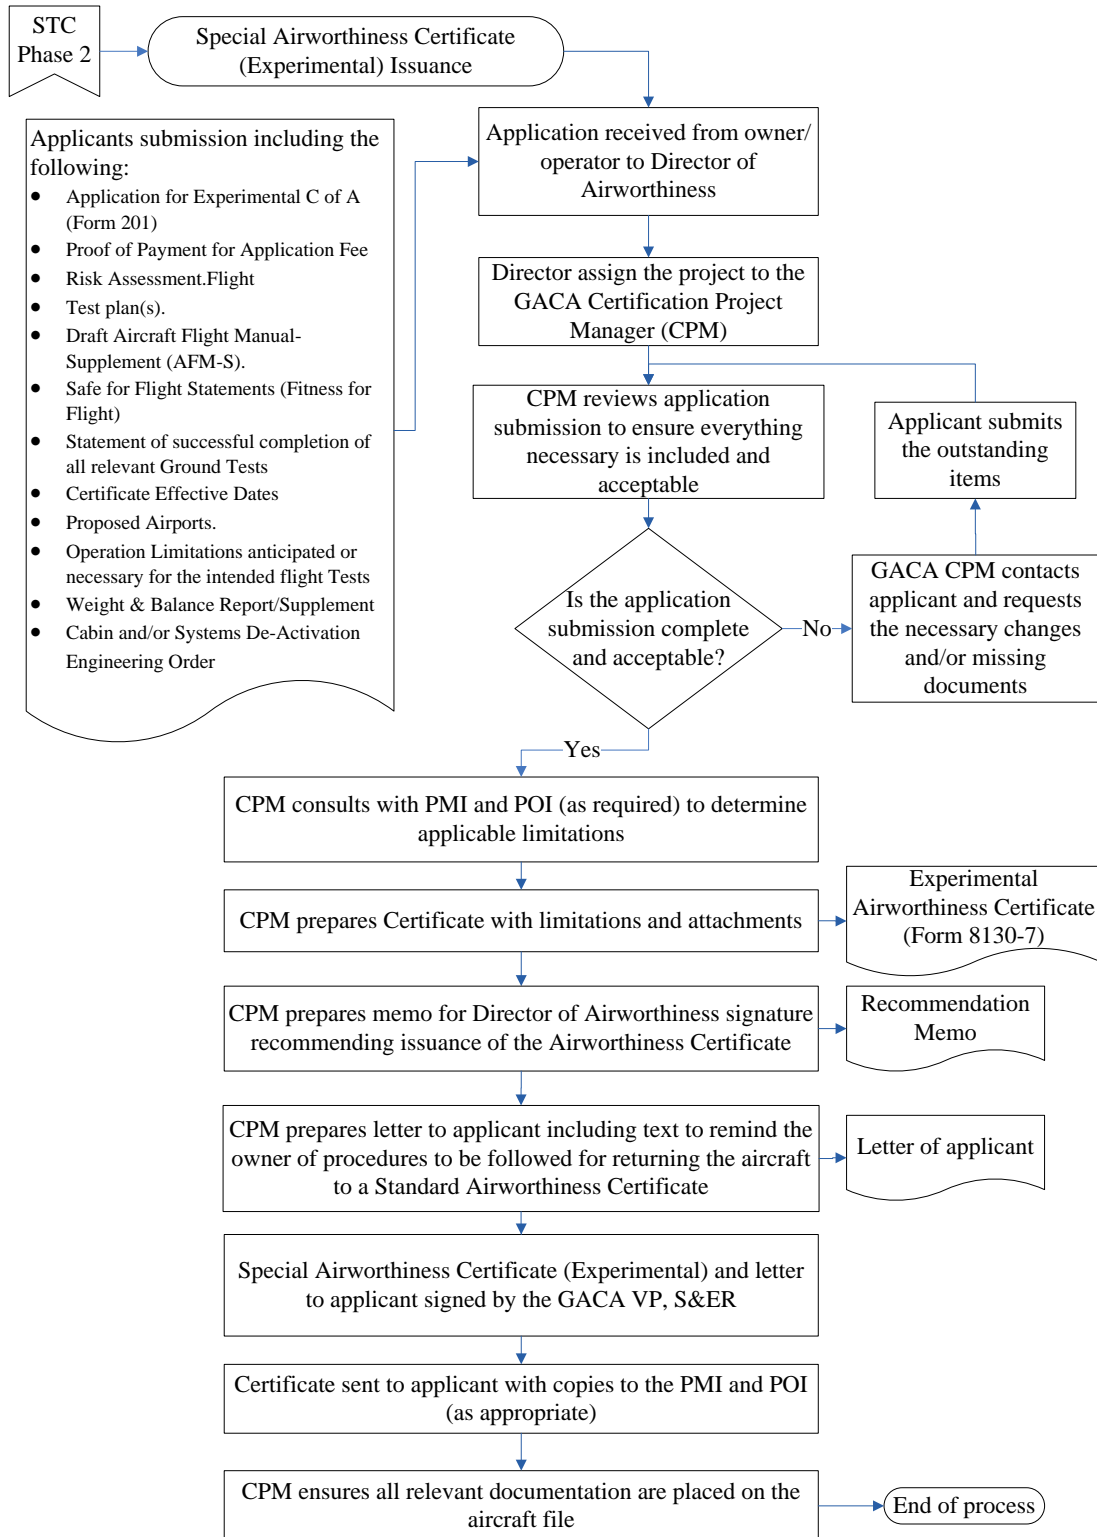 STC
Phase 2
Special Airworthiness Certificate
(Experimental) Issuance
Applicants submission including the
following:
● Application for Experimental C of A
(Form 201)
● Proof of Payment for Application Fee
● Risk Assessment.Flight
● Test plan(s).
● Draft Aircraft Flight Manual-
Supplement (AFM-S).
● Safe for Flight Statements (Fitness for
Flight)
● Statement of successful completion of
all relevant Ground Tests
● Certificate Effective Dates
● Proposed Airports.
● Operation Limitations anticipated or
necessary for the intended flight Tests
● Weight & Balance Report/Supplement
● Cabin and/or Systems De-Activation
Engineering Order
Application received from owner/
operator to Director of
Airworthiness
Director assign the project to the
GACA Certification Project
Manager (CPM)
CPM reviews application
submission to ensure everything
necessary is included and
acceptable
Applicant submits
the outstanding
items
Is the application
submission complete
and acceptable?
No
GACA CPM contacts
applicant and requests
the necessary changes
and/or missing
documents
Yes
CPM consults with PMI and POI (as required) to determine
applicable limitations
CPM prepares Certificate with limitations and attachments
Experimental
Airworthiness Certificate
(Form 8130-7)
CPM prepares memo for Director of Airworthiness signature
recommending issuance of the Airworthiness Certificate
Recommendation
Memo
CPM prepares letter to applicant including text to remind the
owner of procedures to be followed for returning the aircraft
to a Standard Airworthiness Certificate
Letter of applicant
Special Airworthiness Certificate (Experimental) and letter
to applicant signed by the GACA VP, S&ER
Certificate sent to applicant with copies to the PMI and POI
(as appropriate)
CPM ensures all relevant documentation are placed on the
aircraft file
End of process